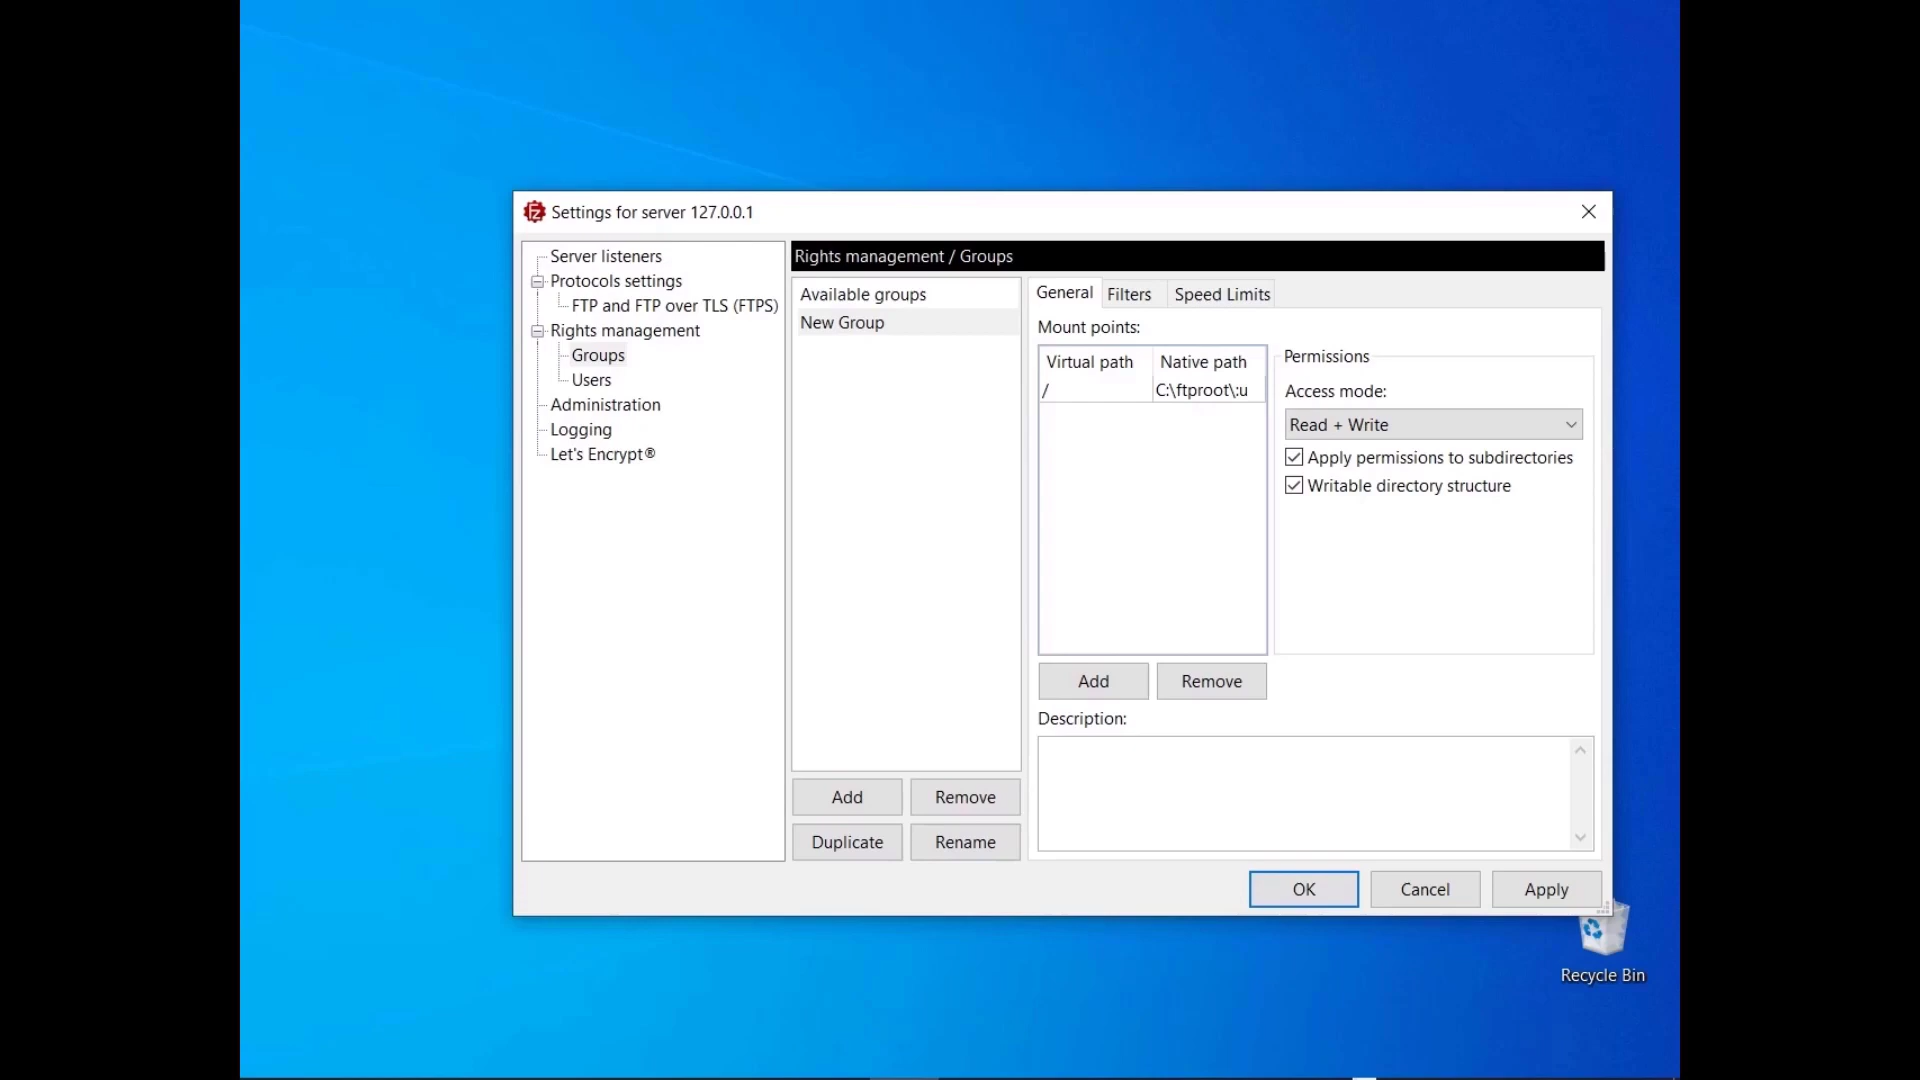 Settings for server 127.0.0.1
Server listeners
Protocols settings
FTP and FTP over TLS (FTPS)
Rights management
Groups
Users
Administration
Logging
Let's Encrypt®
Rights management / Groups
Available groups
New Group
Add
Remove
Duplicate
Rename
General
Filters
Speed Limits
Mount points:
Virtual path
Native path
/
C:\ftproot\:u
Add
Remove
Permissions
Access mode:
Read + Write
Apply permissions to subdirectories
Writable directory structure
Description:
OK
Cancel
Apply
Recycle Bin